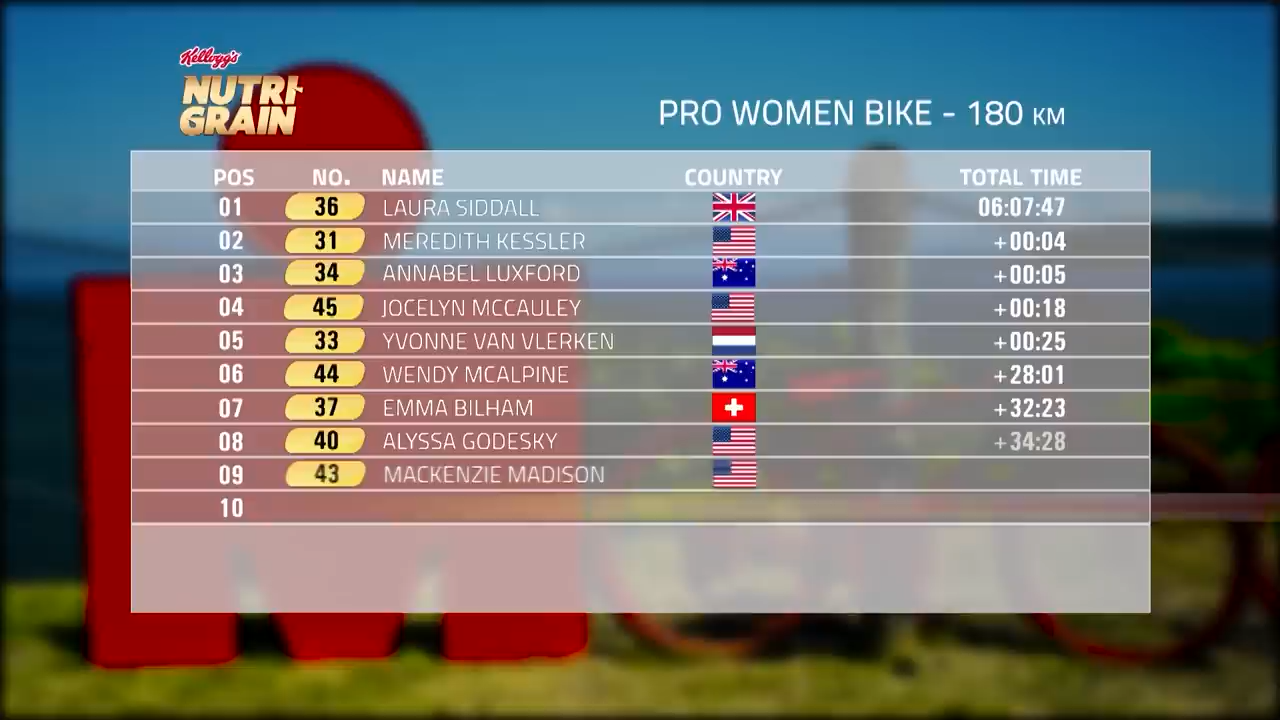 Kellogg's
NUTRI-
GRAIN
PRO WOMEN BIKE - 180 KM
POS NO. NAME COUNTRY TOTAL TIME
01 36 LAURA SIDDALL 06:07:47
02 31 MEREDITH KESSLER +00:04
03 34 ANNABEL LUXFORD +00:05
04 45 JOCELYN MCCAULEY +00:18
05 33 YVONNE VAN VLERKEN +00:25
06 44 WENDY MCALPINE +28:01
07 37 EMMA BILHAM +32:23
08 40 ALYSSA GODESKY +34:28
09 43 MACKENZIE MADISON
10